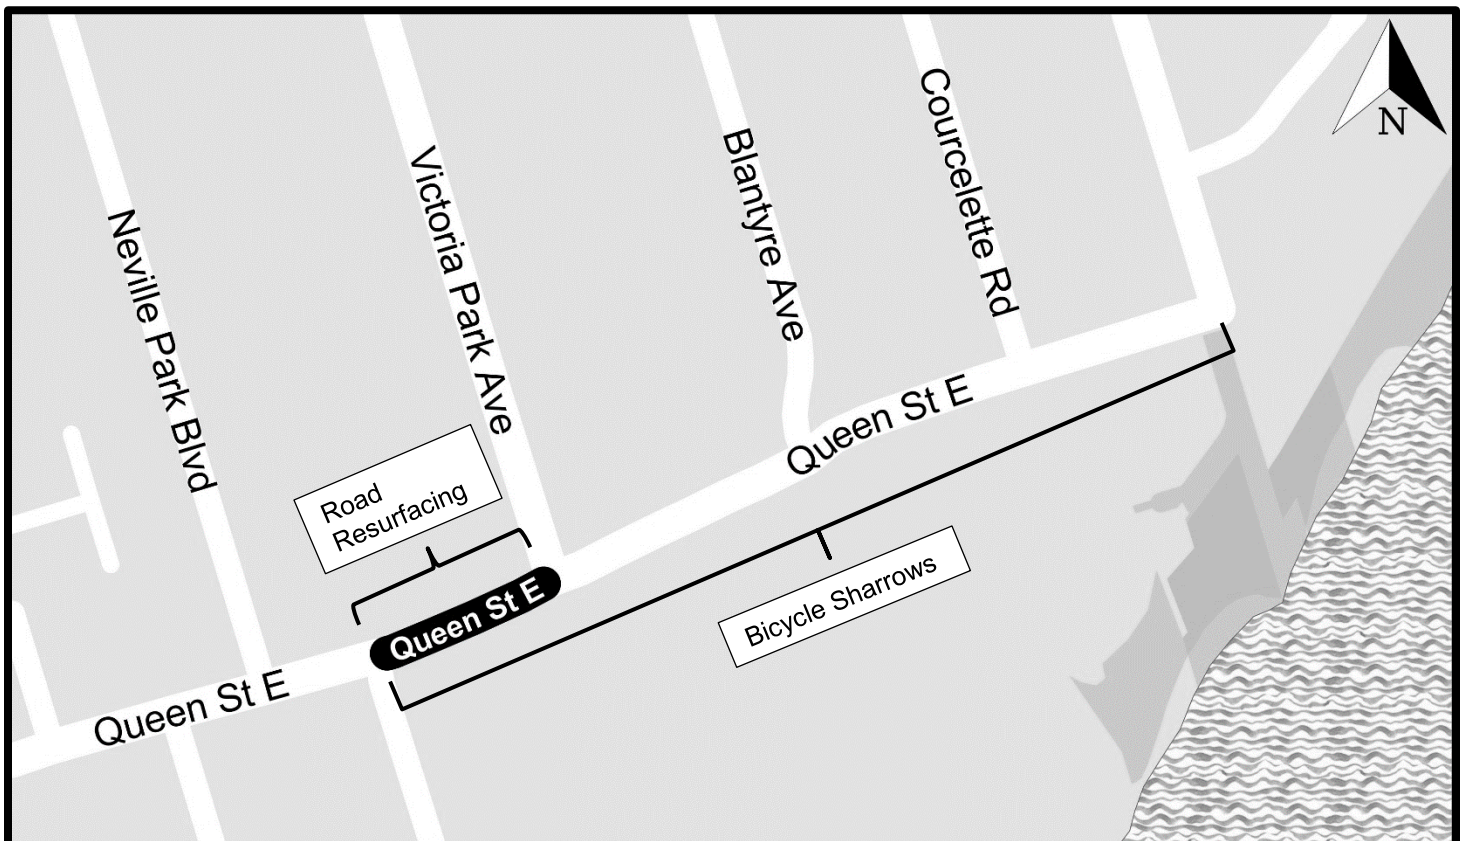 N
Courcelette Rd
Blantyre Ave
Victoria Park Ave
Neville Park Blvd
Queen St E
Road
Resurfacing
Queen St E
Bicycle Sharrows
Queen St E